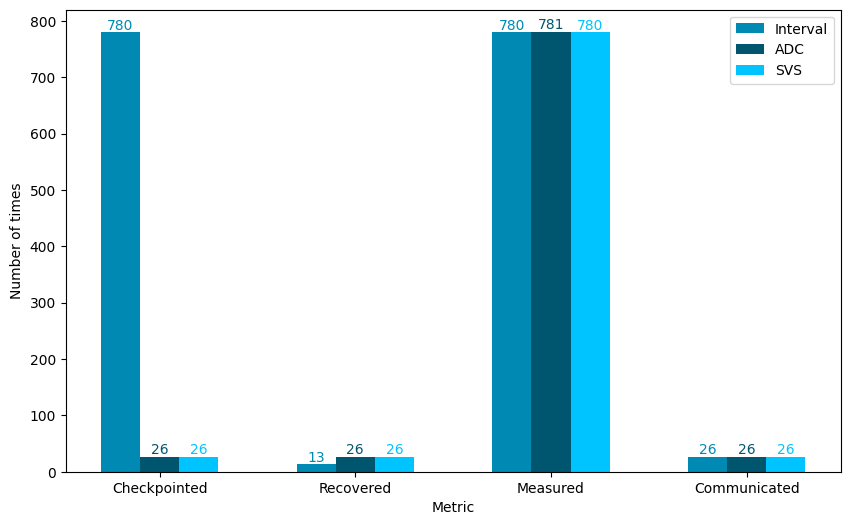 800
700
600
500
400
300
200
100
0
Number of times
780
26
26
13
26
26
780
781
780
26
26
26
Checkpointed
Recovered
Measured
Communicated
Metric
Interval
ADC
SVS